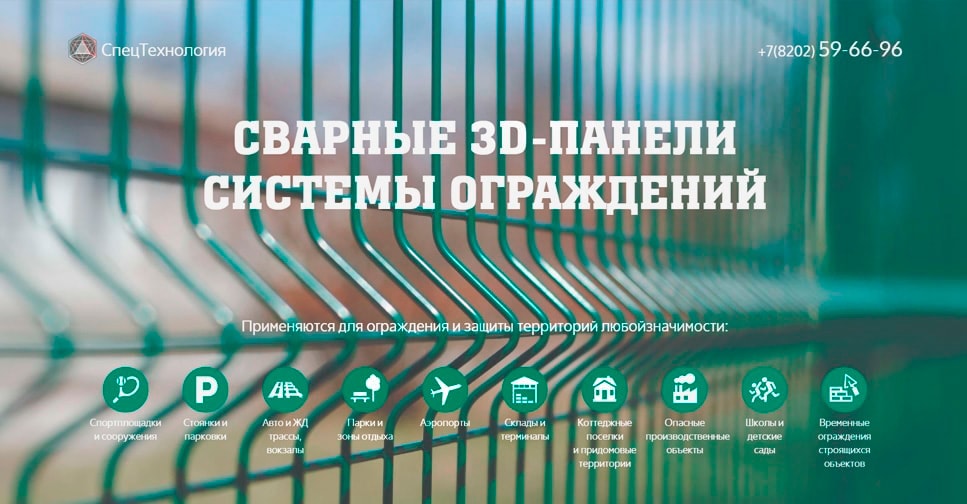 СпецТехнология
+7(8202) 59-66-96
СВАРНЫЕ 3D-ПАНЕЛИ
СИСТЕМЫ ОГРАЖДЕНИЙ
Применяются для ограждения и защиты территорий любойзначимости:
P
Спортплощадки
и сооружения
Стоянки и
парковки
Авто и ЖД
трассы,
вокзалы
Парки и
зоны отдыха
Аэропорты
Склады и
терминалы
Коттеджные
поселки
и придомовые
территории
Опасные
производственные
объекты
Школы и
детские
сады
Временные
ограждения
строящихся
объектов